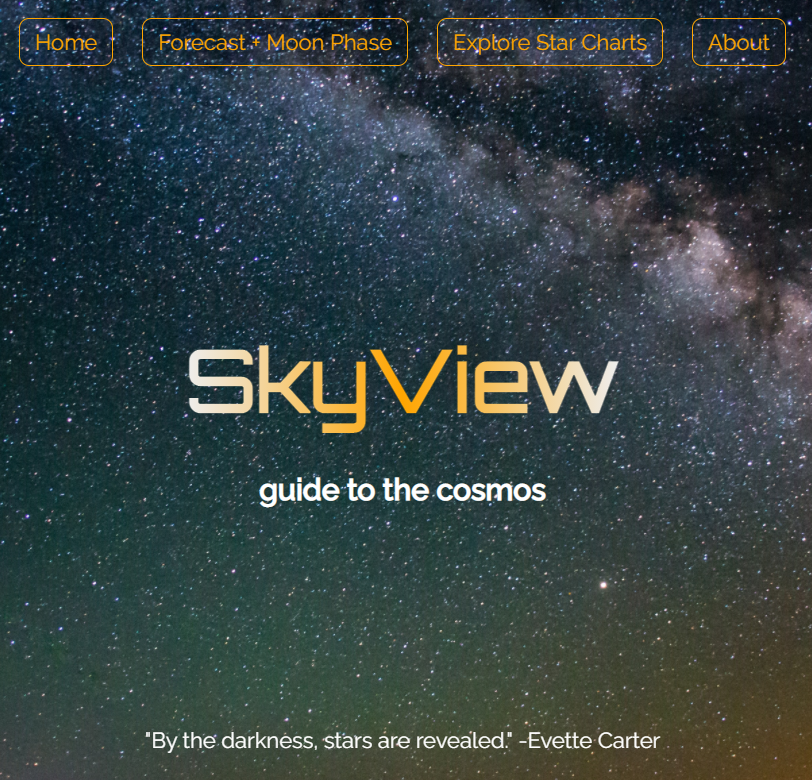 Home
Forecast + Moon Phase
Explore Star Charts
About
SkyView
guide to the cosmos
"By the darkness, stars are revealed." -Evette Carter